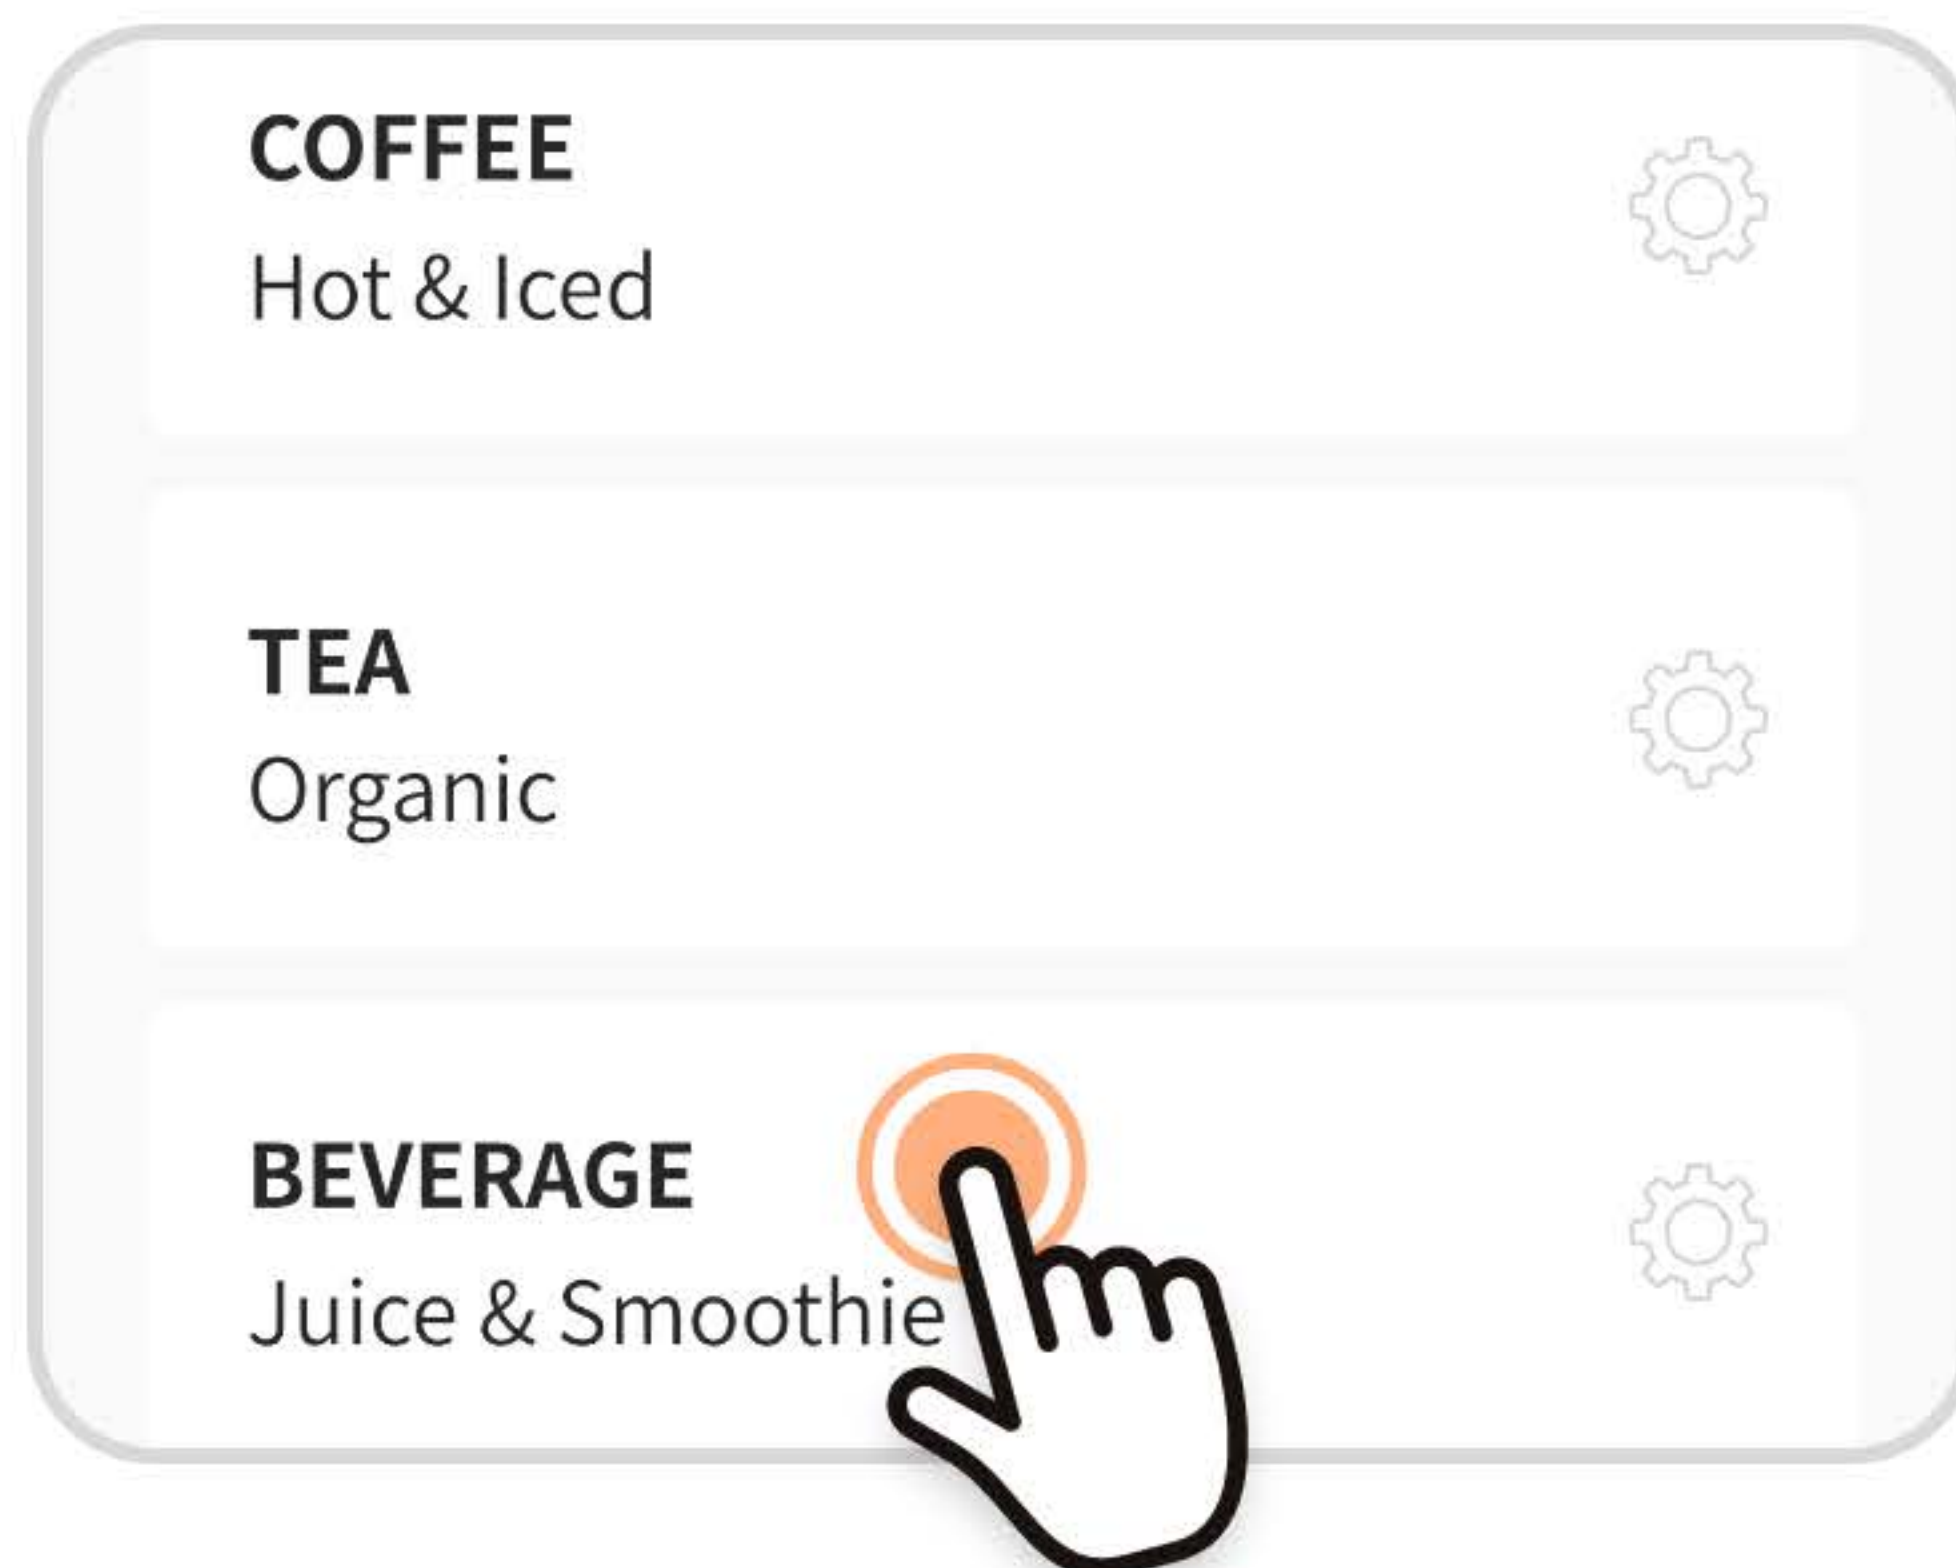 COFFEE
Hot & Iced
TEA
Organic
BEVERAGE
Juice & Smoothie